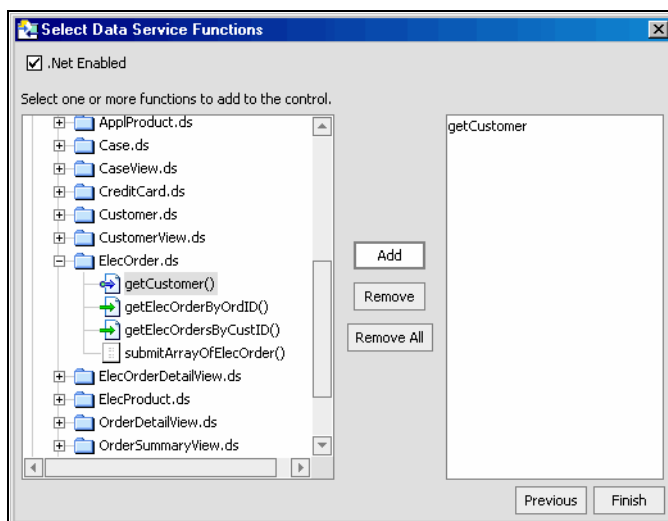 Select Data Service Functions
.Net Enabled
Select one or more functions to add to the control.
ApplProduct.ds
Case.ds
CaseView.ds
CreditCard.ds
Customer.ds
CustomerView.ds
ElecOrder.ds
getCustomer()
getElecOrderByOrdID()
getElecOrdersByCustID()
submitArrayOfElecOrder()
ElecOrderDetailView.ds
ElecProduct.ds
OrderDetailView.ds
OrderSummaryView.ds
Add
Remove
Remove All
getCustomer
Previous
Finish